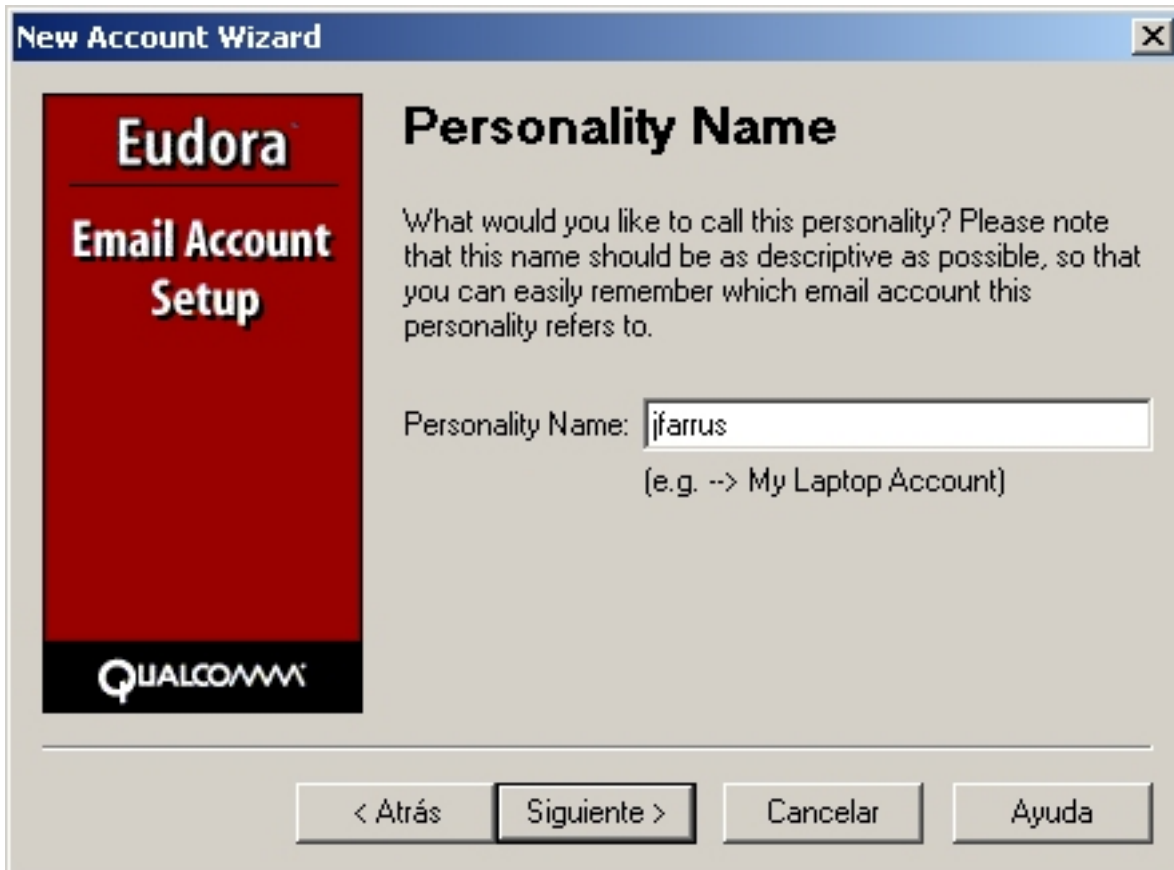 New Account Wizard
Eudora
Email Account
Setup
QUALCOMM
Personality Name
What would you like to call this personality? Please note
that this name should be as descriptive as possible, so that
you can easily remember which email account this
personality refers to.
Personality Name: jfarrus
(e.g. --> My Laptop Account)
< Atrás
Siguiente >
Cancelar
Ayuda